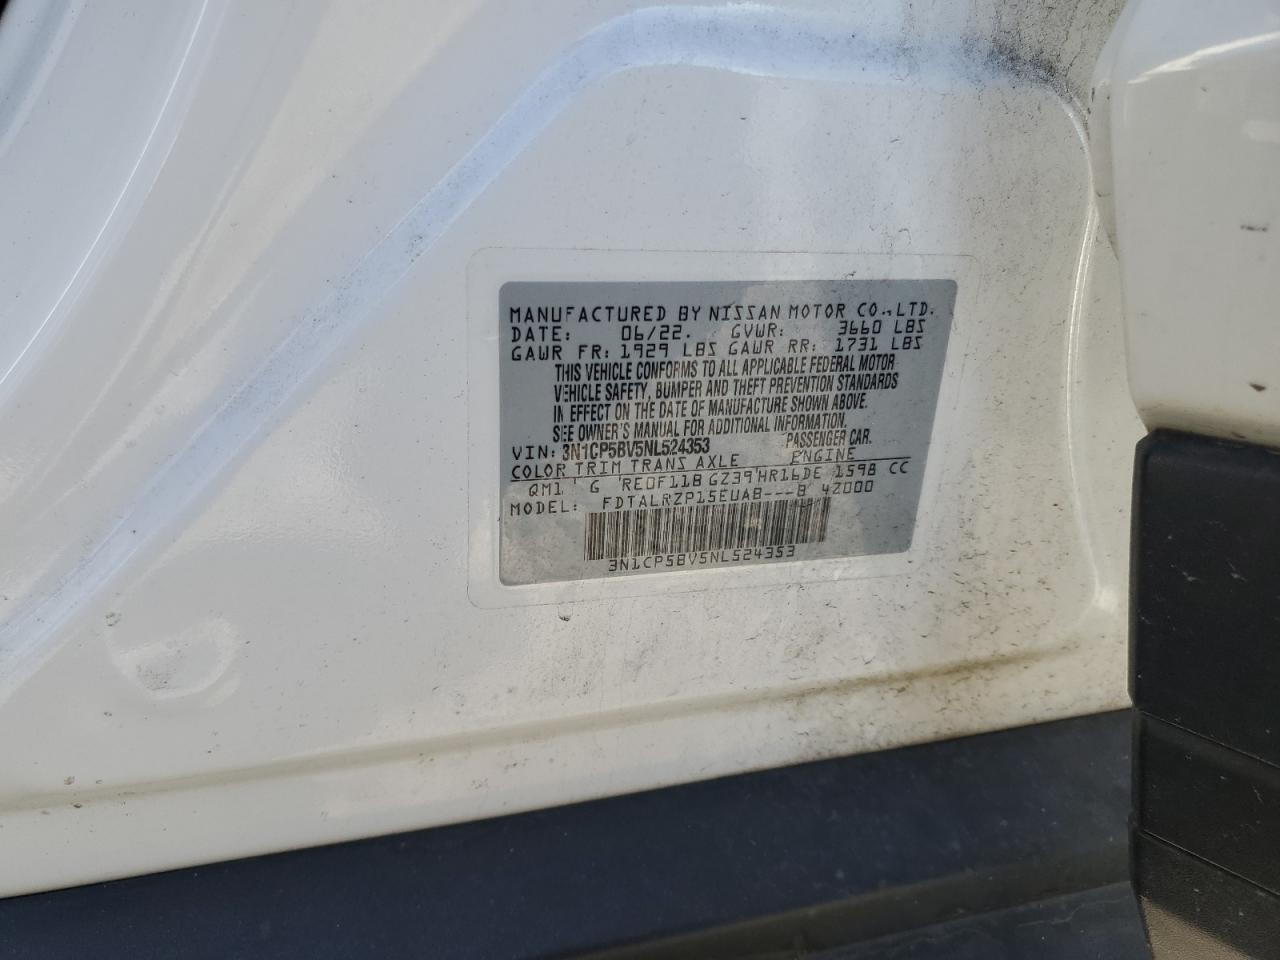 MANUFACTURED BY NISSAN MOTOR CO.,LTD.
DATE: 06/22. GVWR: 3660 LBS
GAWR FR: 1929 LBS GAWR RR: 1731 LBS
THIS VEHICLE CONFORMS TO ALL APPLICABLE FEDERAL MOTOR
VEHICLE SAFETY, BUMPER AND THEFT PREVENTION STANDARDS
IN EFFECT ON THE DATE OF MANUFACTURE SHOWN ABOVE.
SEE OWNER'S MANUAL FOR ADDITIONAL INFORMATION.
VIN: 3N1CP5BV5NL524353 PASSENGER CAR.
COLOR TRIM TRANS AXLE ENGINE
QM1 G RE0F11B GZ39 HR16DE 1598 CC
MODEL: FDTALRZP15EUAB---B 4Z000
3N1CP5BV5NL524353